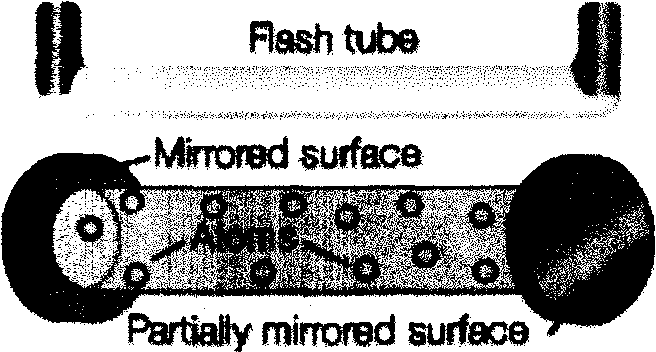 Flash tube
Mirrored surface
Atoms
Partially mirrored surface